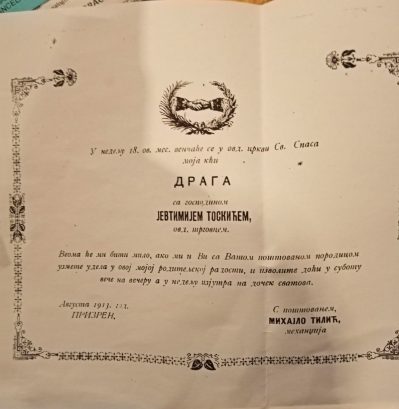 У недељу 18. ов. мес. венчаће се у овд. цркви Св. Спаса
моја кћи
ДРАГА
са господином
ЈЕВТИМИЈЕМ ТОСКИЋЕМ,
овд. трговцем.
Веома ће ми бити мило, ако ми и Ви са Вашом поштованом породицом
узмете удела у овој мојој родитељској радости, и изволите доћи у суботу
вече на вечеру а у недељу изјутра на дочек сватова.
Августа 1913. год.
ПРИЗРЕН.
С поштовањем,
МИХАЈЛО ТИЛИЋ,
механџија